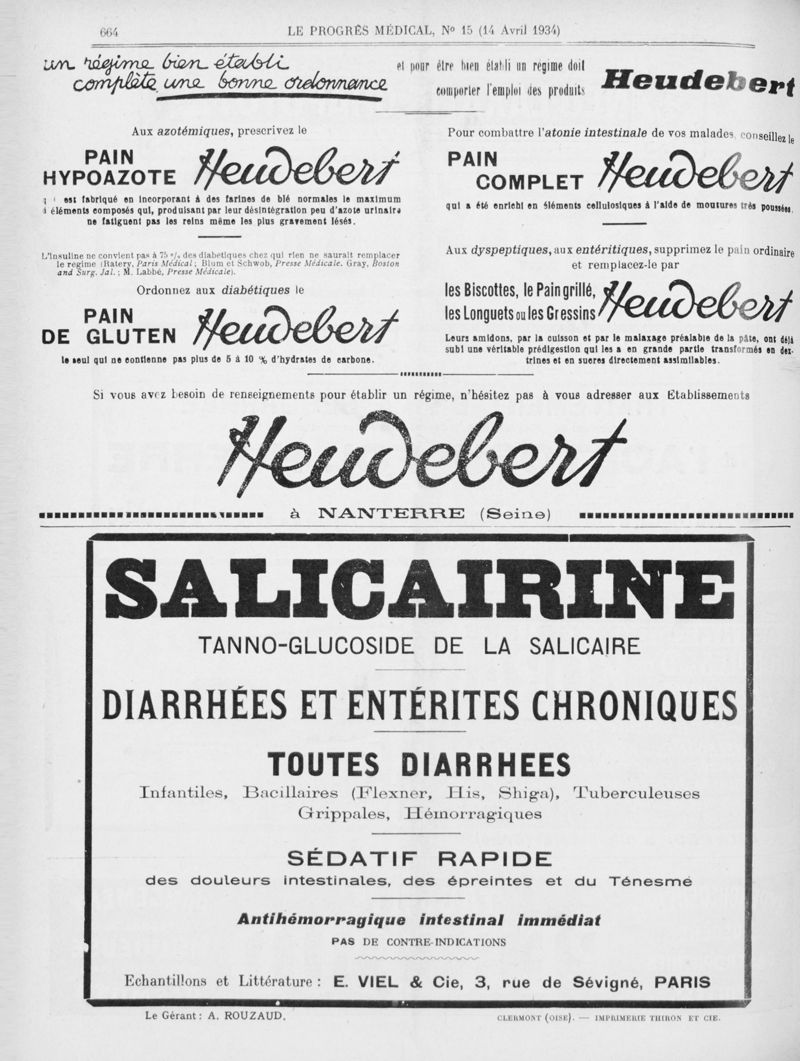 664
LE PROGRÈS MÉDICAL, Nº 15 (14 Avril 1934)
un régime bien établi
complète une bonne ordonnance
et pour être bien établi un régime doit
comporter l'emploi des produits
Heudebert
Aux azotémiques, prescrivez le
PAIN
HYPOAZOTE
Heudebert
est fabriqué en incorporant à des farines de blé normales le maximum
d éléments composés qui, produisant par leur désintégration peu d'azote urinaire
ne fatiguent pas les reins même les plus gravement lésés.
L'insuline ne convient pas à 75 % des diabétiques chez qui rien ne saurait remplacer
le régime (Ratery, Paris Médical ; Blum et Schwob, Presse Médicale. Gray, Boston
and Surg. Jal. ; M. Labbé, Presse Médicale).
Ordonnez aux diabétiques le
PAIN
DE GLUTEN
Heudebert
le seul qui ne contienne pas plus de 5 à 10 % d'hydrates de carbone.
Pour combattre l'atonie intestinale de vos malades, conseillez le
PAIN
COMPLET
Heudebert
qui a été enrichi en éléments cellulosiques à l'aide de moutures très poussées.
Aux dyspeptiques, aux entéritiques, supprimez le pain ordinaire
et remplacez-le par
les Biscottes, le Pain grillé,
les Longuets ou les Gressins
Heudebert
Leurs amidons, par la cuisson et par le malaxage préalable de la pâte, ont déjà
subi une véritable prédigestion qui les a en grande partie transformés en dex-
trines et en sucres directement assimilables.
Si vous avez besoin de renseignements pour établir un régime, n'hésitez pas à vous adresser aux Etablissements
Heudebert
à NANTERRE (Seine)
SALICAIRINE
TANNO-GLUCOSIDE DE LA SALICAIRE
DIARRHÉES ET ENTÉRITES CHRONIQUES
TOUTES DIARRHEES
Infantiles, Bacillaires (Flexner, His, Shiga), Tuberculeuses
Grippales, Hémorragiques
SÉDATIF RAPIDE
des douleurs intestinales, des épreintes et du Ténesme
Antihémorragique intestinal immédiat
PAS DE CONTRE-INDICATIONS
Echantillons et Littérature : E. VIEL & Cie, 3, rue de Sévigné, PARIS
Le Gérant : A. ROUZAUD.
CLERMONT (OISE). — IMPRIMERIE THIRON ET CIE.